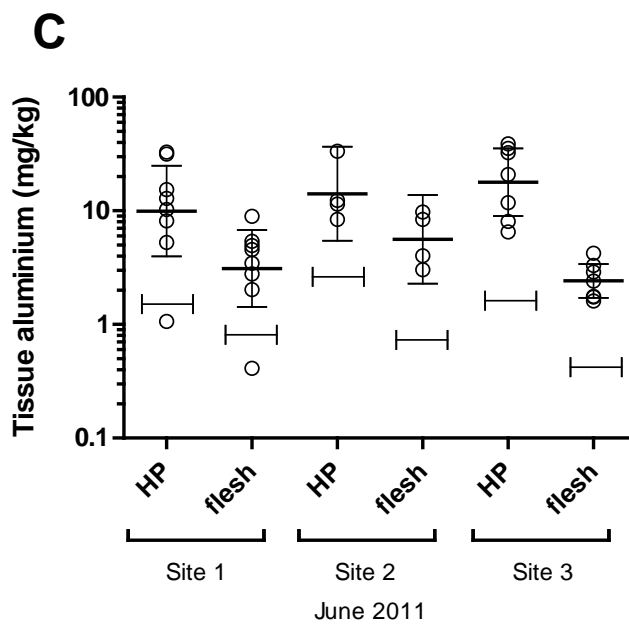 C
Tissue aluminium (mg/kg)
100
10
1
0.1
HP flesh HP flesh HP flesh
Site 1 Site 2 Site 3
June 2011